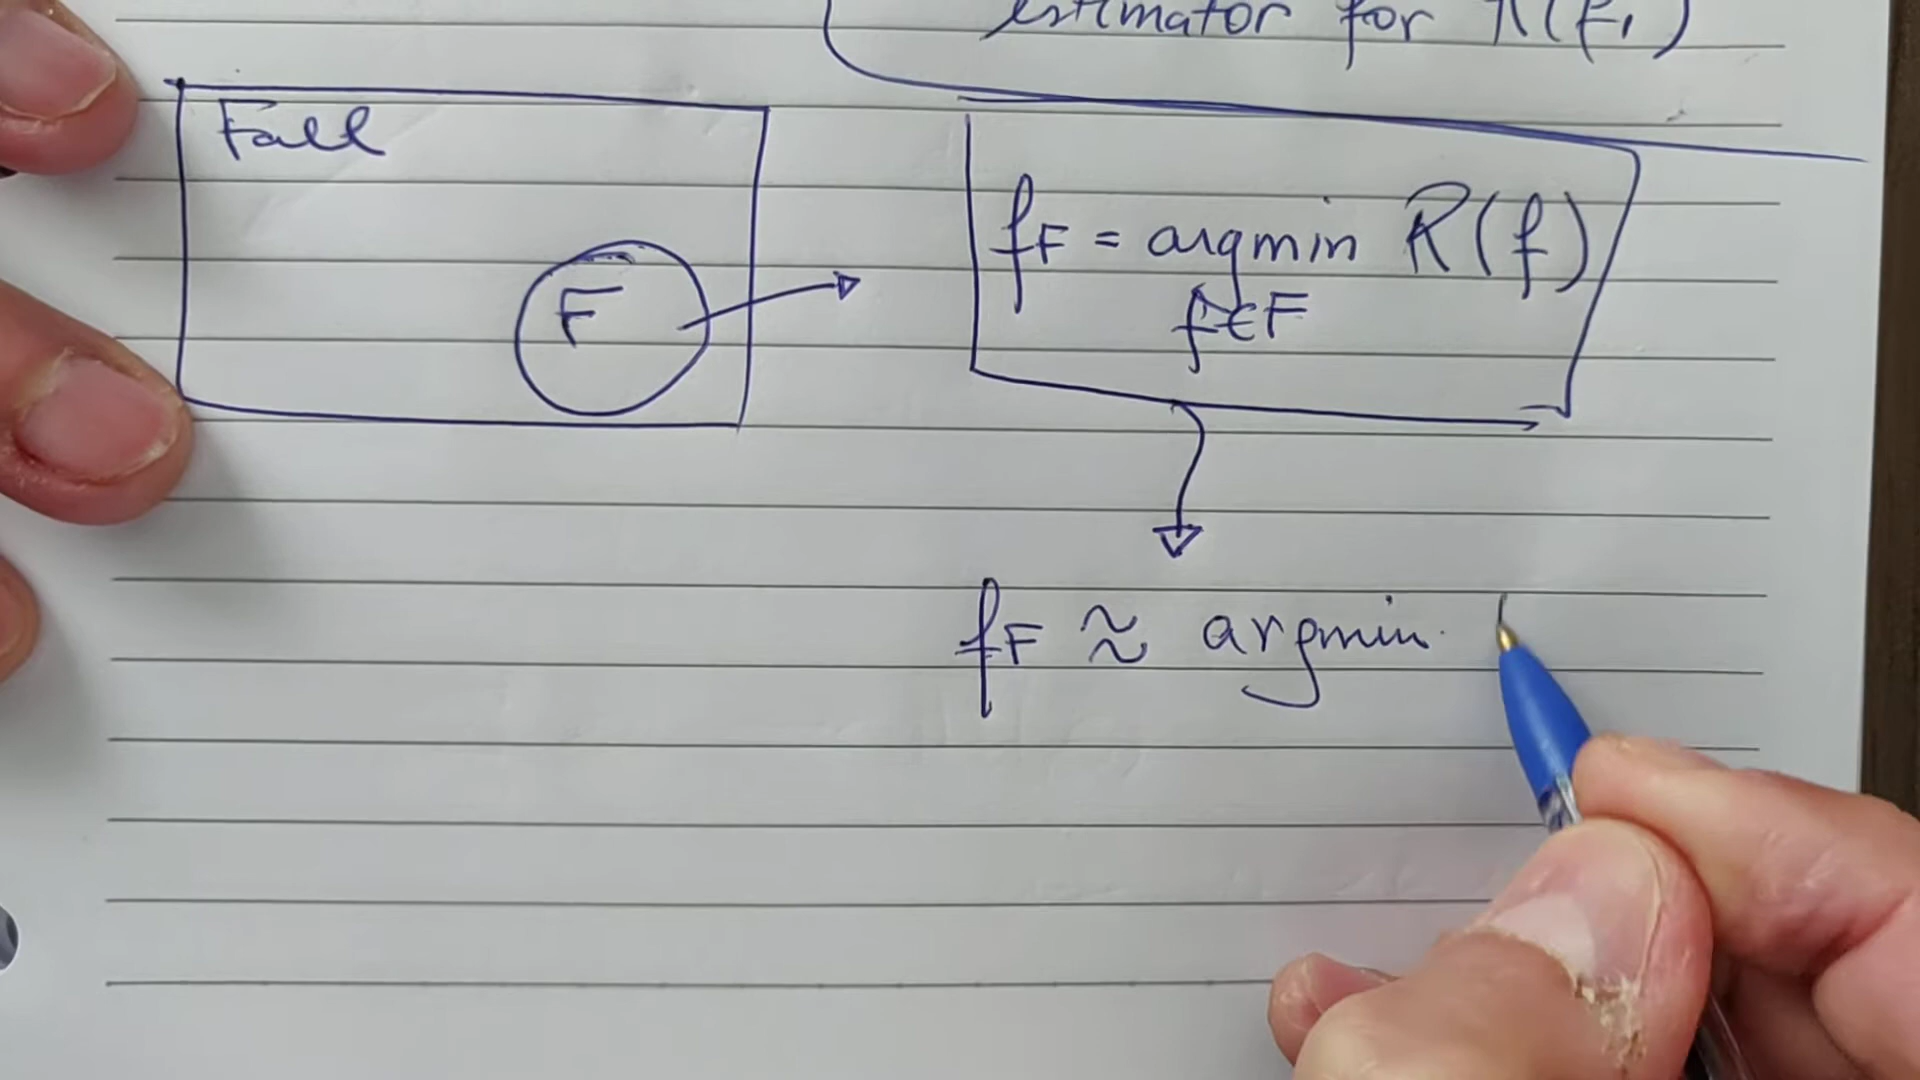 estimator for R(f₁)
Fall
F
fF = argmin R(f)
f∈F
fF ≈ argmin